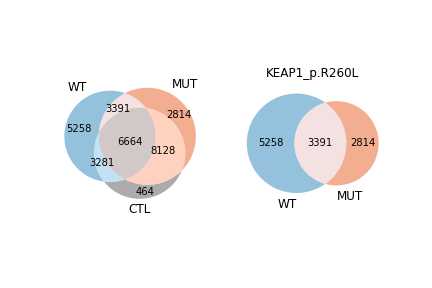 WT
MUT
3391
2814
5258
6664
8128
3281
464
CTL
KEAP1_p.R260L
5258
3391
2814
WT
MUT